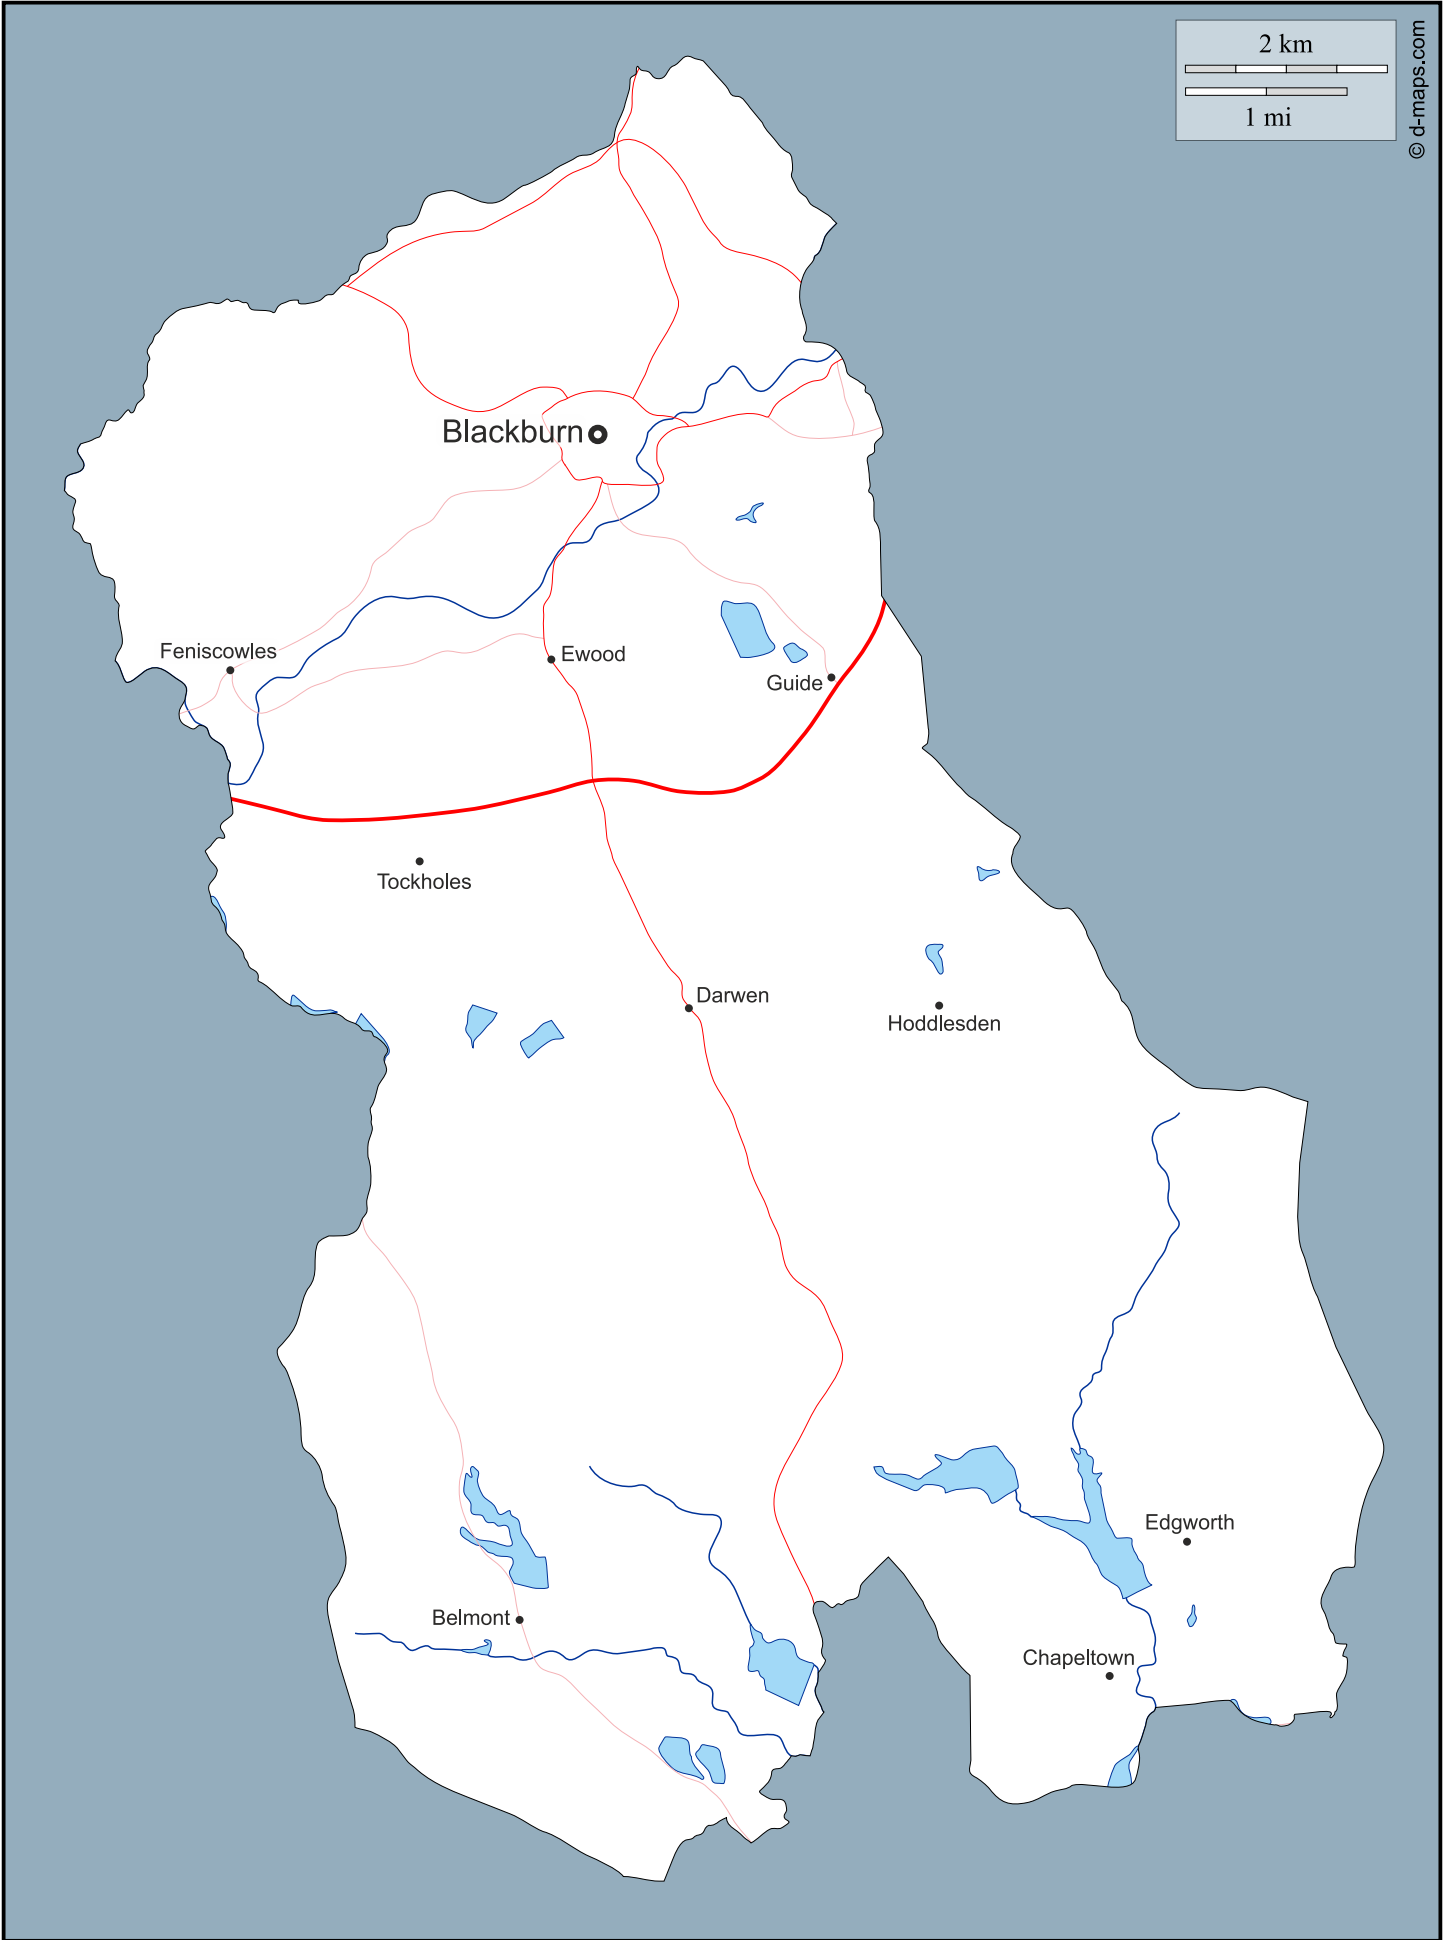 2 km
1 mi
© d-maps.com
Blackburn
Feniscowles
Ewood
Guide
Tockholes
Darwen
Hoddlesden
Edgworth
Belmont
Chapeltown